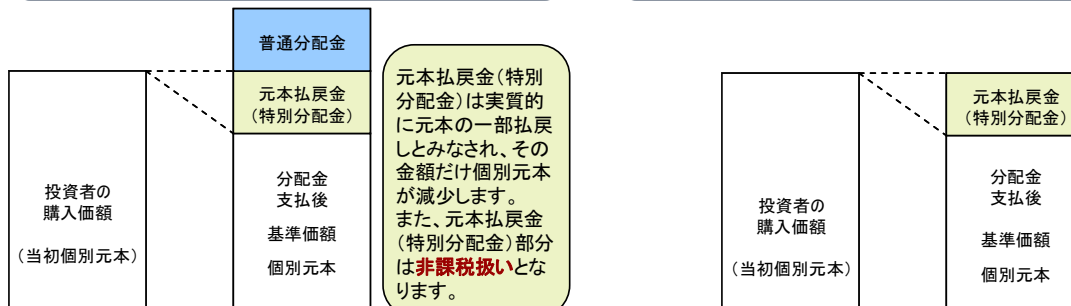 普通分配金
元本払戻金
(特別分配金)
投資者の
購入価額
(当初個別元本)
分配金
支払後
基準価額
個別元本
元本払戻金(特別
分配金)は実質的
に元本の一部払戻
しとみなされ、その
金額だけ個別元本
が減少します。
また、元本払戻金
(特別分配金)部分
は非課税扱いとな
ります。
元本払戻金
(特別分配金)
投資者の
購入価額
(当初個別元本)
分配金
支払後
基準価額
個別元本